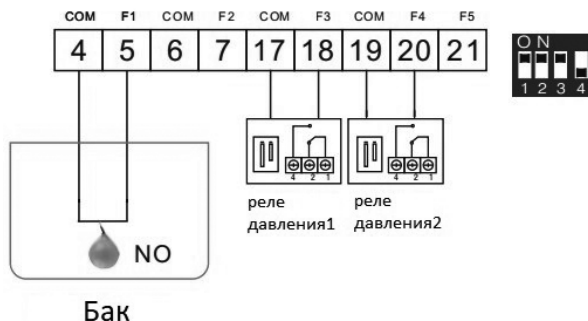 COM F1 COM F2 COM F3 COM F4 F5
4 5 6 7 17 18 19 20 21
ON
1 2 3 4
4 2 1
4 2 1
реле давления1
реле давления2
NO
Бак